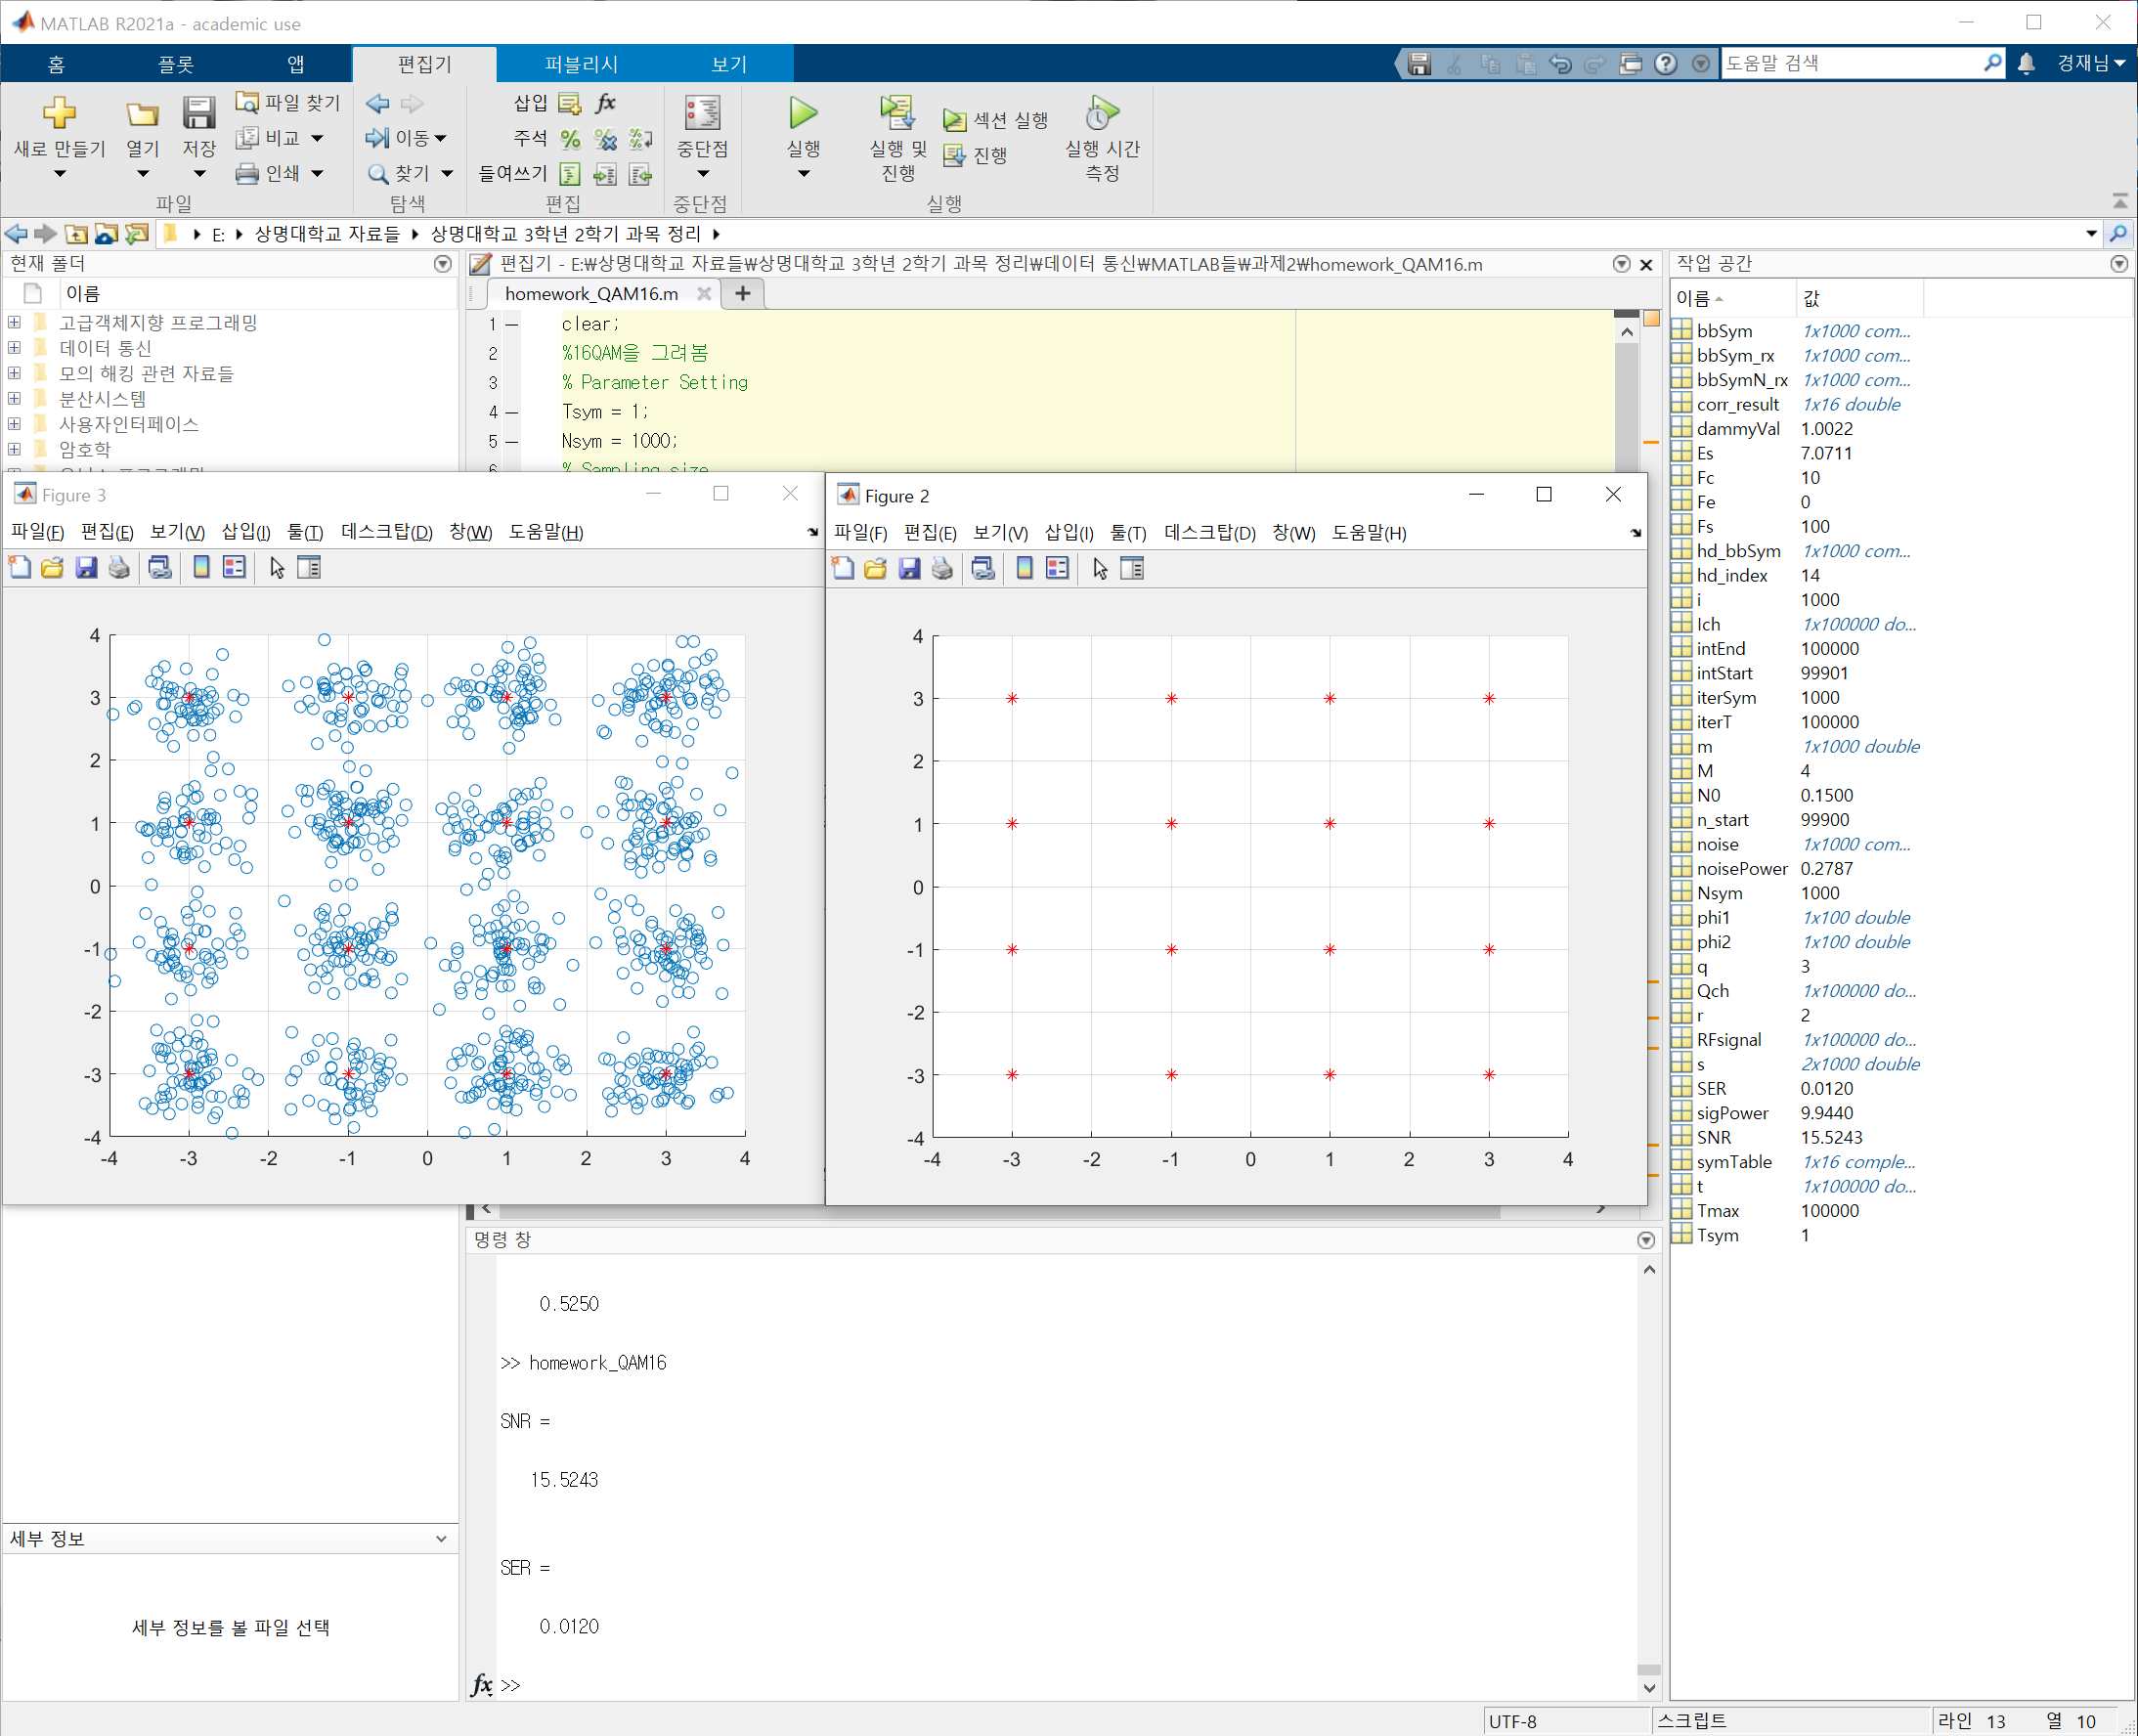 MATLAB R2021a - academic use
홈 플롯 앱 편집기 퍼블리시 보기
도움말 검색
경재님
새로 만들기
열기
저장
파일 찾기
비교
인쇄
파일
이동
찾기
탐색
삽입
주석
들여쓰기
편집
중단점
중단점
실행
실행 및 진행
섹션 실행
진행
실행 시간 측정
실행
E: 상명대학교 자료들 상명대학교 3학년 2학기 과목 정리
현재 폴더
이름
고급객체지향 프로그래밍
데이터 통신
모의 해킹 관련 자료들
분산시스템
사용자인터페이스
암호학
편집기 - E:₩상명대학교 자료들₩상명대학교 3학년 2학기 과목 정리₩데이터 통신₩MATLAB들₩과제2₩homework_QAM16.m
homework_QAM16.m
1 clear;
2 %16QAM을 그려봄
3 % Parameter Setting
4 Tsym = 1;
5 Nsym = 1000;
6 % Sampling size
Figure 3
파일(F) 편집(E) 보기(V) 삽입(I) 툴(T) 데스크탑(D) 창(W) 도움말(H)
4
3
2
1
0
-1
-2
-3
-4
-4 -3 -2 -1 0 1 2 3 4
Figure 2
파일(F) 편집(E) 보기(V) 삽입(I) 툴(T) 데스크탑(D) 창(W) 도움말(H)
4
3
2
1
0
-1
-2
-3
-4
-4 -3 -2 -1 0 1 2 3 4
명령 창
0.5250
>> homework_QAM16
SNR =
15.5243
SER =
0.0120
fx >>
세부 정보
세부 정보를 볼 파일 선택
작업 공간
이름 값
bbSym 1x1000 com...
bbSym_rx 1x1000 com...
bbSymN_rx 1x1000 com...
corr_result 1x16 double
dammyVal 1.0022
Es 7.0711
Fc 10
Fe 0
Fs 100
hd_bbSym 1x1000 com...
hd_index 14
i 1000
Ich 1x100000 do...
intEnd 100000
intStart 99901
iterSym 1000
iterT 100000
m 1x1000 double
M 4
N0 0.1500
n_start 99900
noise 1x1000 com...
noisePower 0.2787
Nsym 1000
phi1 1x100 double
phi2 1x100 double
q 3
Qch 1x100000 do...
r 2
RFsignal 1x100000 do...
s 2x1000 double
SER 0.0120
sigPower 9.9440
SNR 15.5243
symTable 1x16 comple...
t 1x100000 do...
Tmax 100000
Tsym 1
UTF-8
스크립트
라인 13 열 10